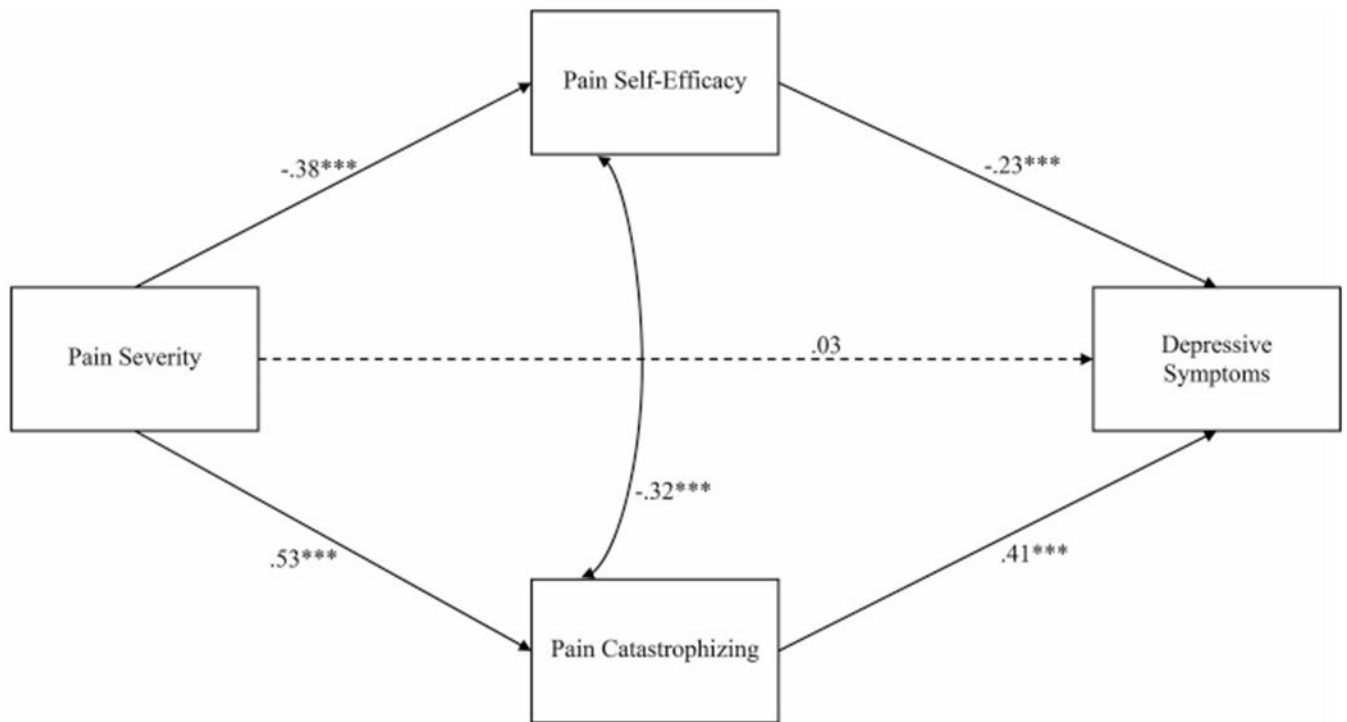 Pain Self-Efficacy
-.38***
-.23***
Pain Severity
.03
Depressive
Symptoms
-.32***
.53***
.41***
Pain Catastrophizing